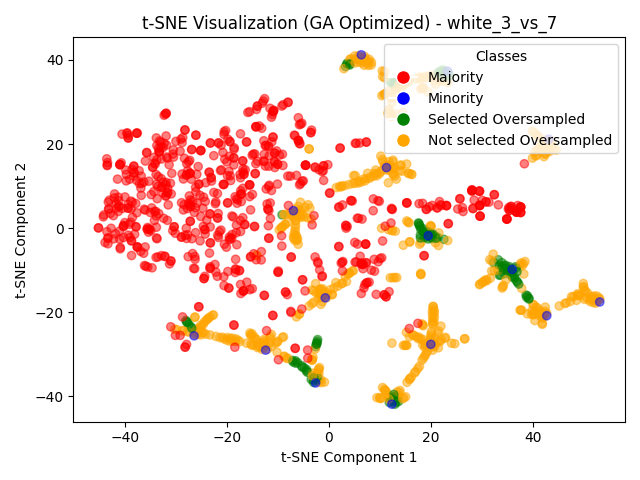 t-SNE Visualization (GA Optimized) - white_3_vs_7
Classes
Majority
Minority
Selected Oversampled
Not selected Oversampled
40
20
0
−20
−40
t-SNE Component 2
−40
−20
0
20
40
t-SNE Component 1